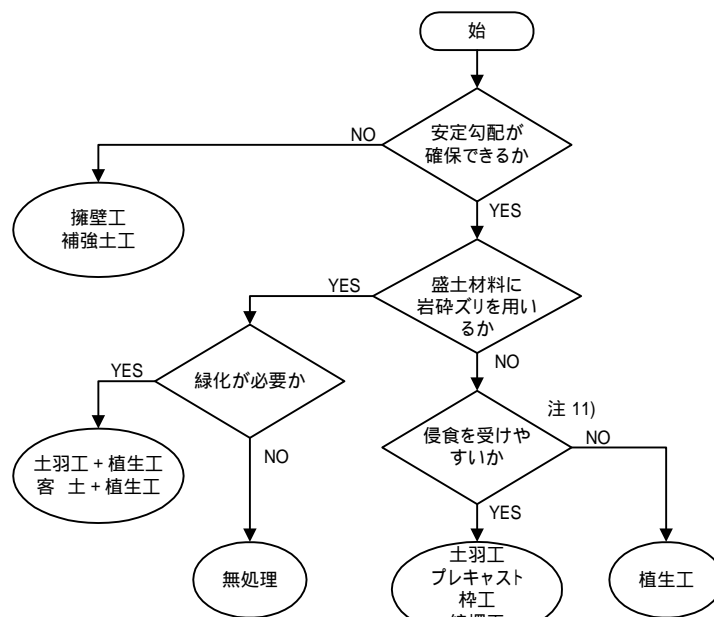 始
安定勾配が
確保できるか
NO
YES
擁壁工
補強土工
盛土材料に
岩砕ズリを用い
るか
YES
NO
緑化が必要か
YES
NO
注 11)
侵食を受けや
すいか
NO
YES
土羽工 + 植生工
客 土 + 植生工
無処理
土羽工
プレキャスト
枠工
植生工